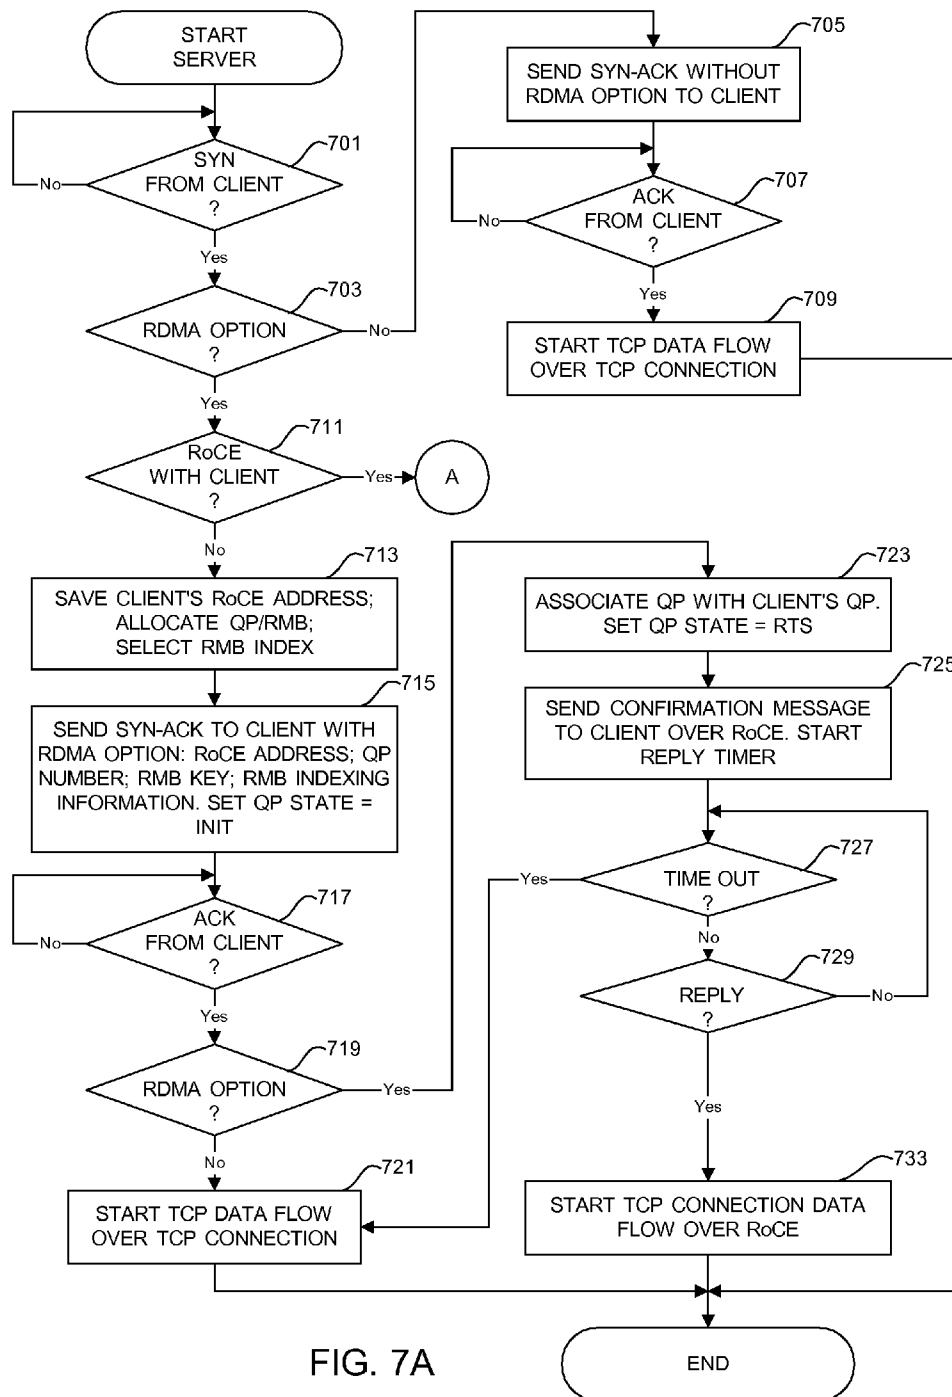 START
SERVER
701
SYN
FROM CLIENT
?
No
Yes
703
RDMA OPTION
?
No
Yes
705
SEND SYN-ACK WITHOUT
RDMA OPTION TO CLIENT
707
ACK
FROM CLIENT
?
No
Yes
709
START TCP DATA FLOW
OVER TCP CONNECTION
711
RoCE
WITH CLIENT
?
Yes
A
No
713
SAVE CLIENT'S RoCE ADDRESS;
ALLOCATE QP/RMB;
SELECT RMB INDEX
715
SEND SYN-ACK TO CLIENT WITH
RDMA OPTION: RoCE ADDRESS; QP
NUMBER; RMB KEY; RMB INDEXING
INFORMATION. SET QP STATE =
INIT
717
ACK
FROM CLIENT
?
No
Yes
719
RDMA OPTION
?
Yes
No
721
START TCP DATA FLOW
OVER TCP CONNECTION
723
ASSOCIATE QP WITH CLIENT'S QP.
SET QP STATE = RTS
725
SEND CONFIRMATION MESSAGE
TO CLIENT OVER RoCE. START
REPLY TIMER
727
TIME OUT
?
Yes
No
729
REPLY
?
No
Yes
733
START TCP CONNECTION DATA
FLOW OVER RoCE
END
FIG. 7A